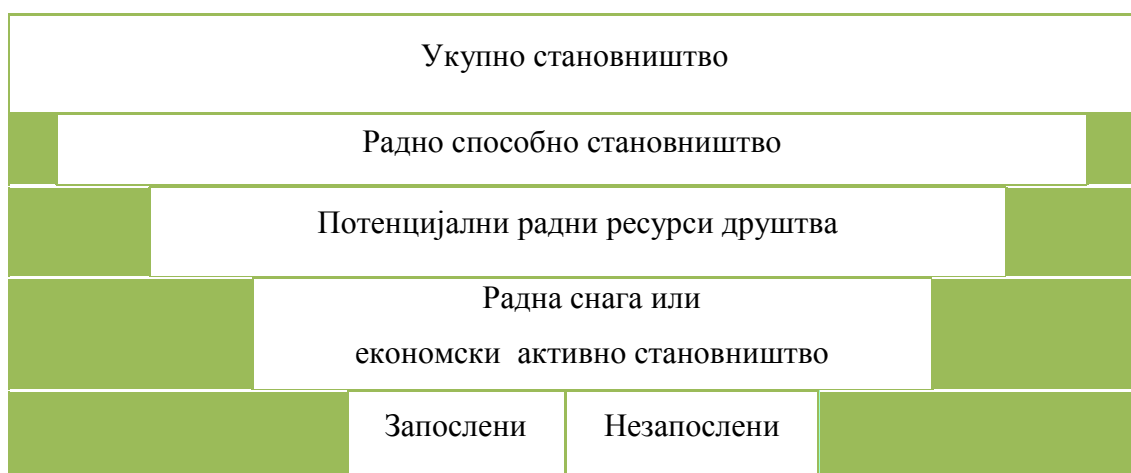 Укупно становништво
Радно способно становништво
Потенцијални радни ресурси друштва
Радна снага или
економски активно становништво
Запослени
Незапослени